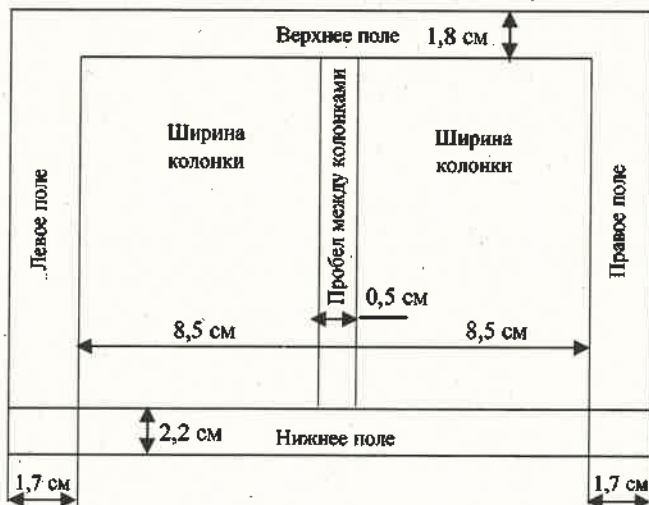 Верхнее поле 1,8 см
Ширина
колонки
Пробел между колонками
Ширина
колонки
Левое поле
Правое поле
0,5 см
8,5 см
8,5 см
2,2 см
Нижнее поле
1,7 см
1,7 см